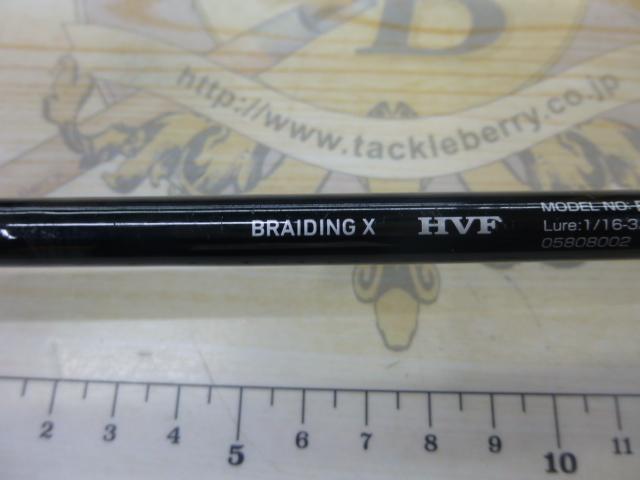 B
http://www.tackleberry.co.jp
BRAIDING X HVF MODEL NO:
Lure:1/16-3
05808002
2 3 4 5 6 7 8 9 10 11